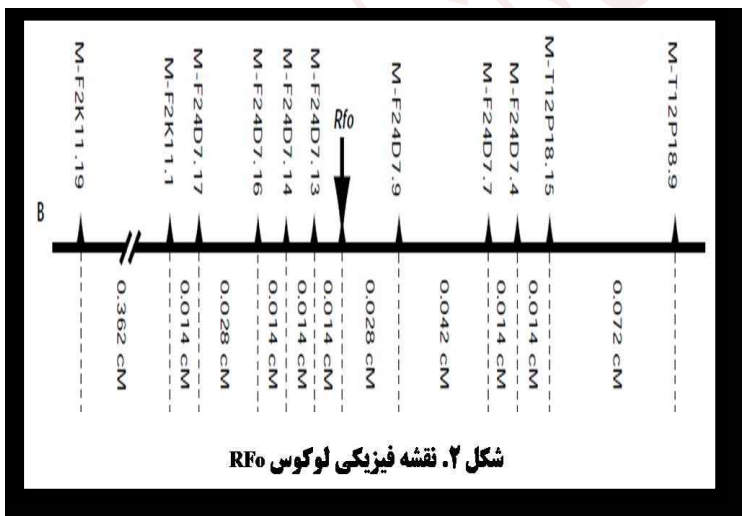 M-F2K11.19
M-F2K11.1
M-F24D7.17
M-F24D7.16
M-F24D7.14
M-F24D7.13
Rfo
M-F24D7.9
M-F24D7.7
M-F24D7.4
M-T12P18.15
M-T12P18.9
B
0.362 cM
0.014 cM
0.028 cM
0.014 cM
0.014 cM
0.014 cM
0.028 cM
0.042 cM
0.014 cM
0.014 cM
0.072 cM
شکل ۲. نقشه فیزیکی لوکوس RFo